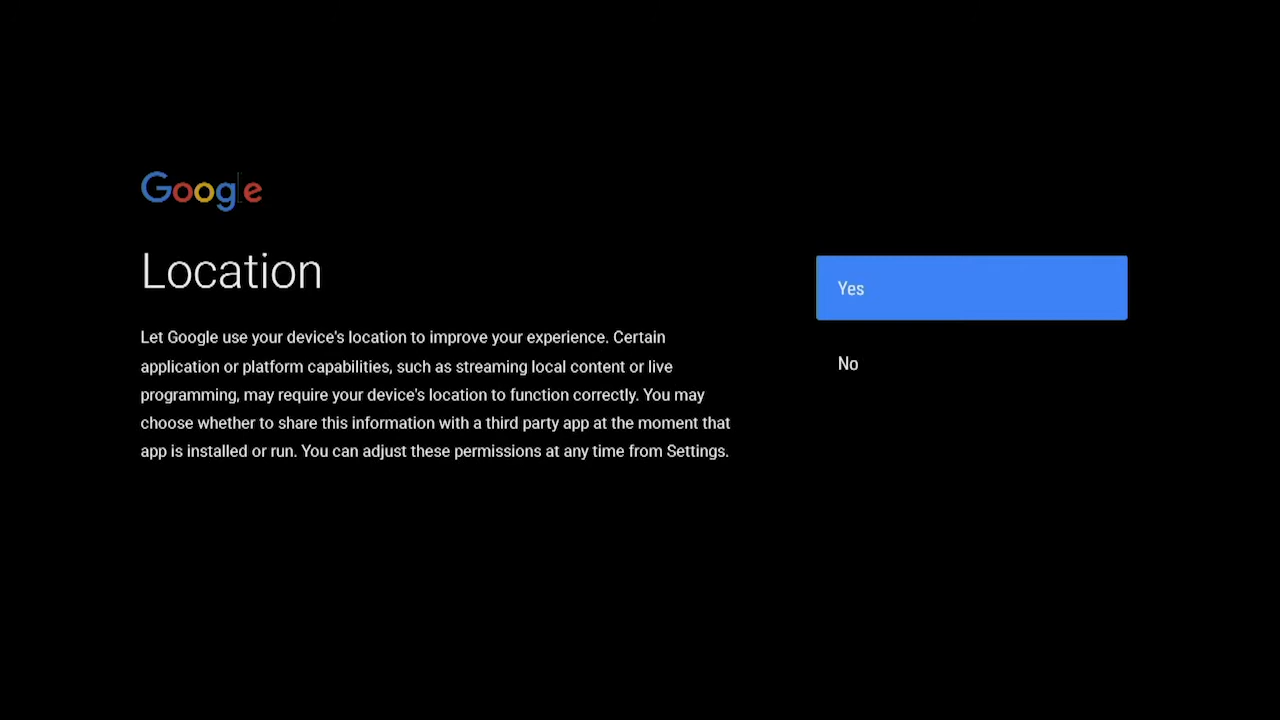 Google
Location
Let Google use your device's location to improve your experience. Certain
application or platform capabilities, such as streaming local content or live
programming, may require your device's location to function correctly. You may
choose whether to share this information with a third party app at the moment that
app is installed or run. You can adjust these permissions at any time from Settings.
Yes
No